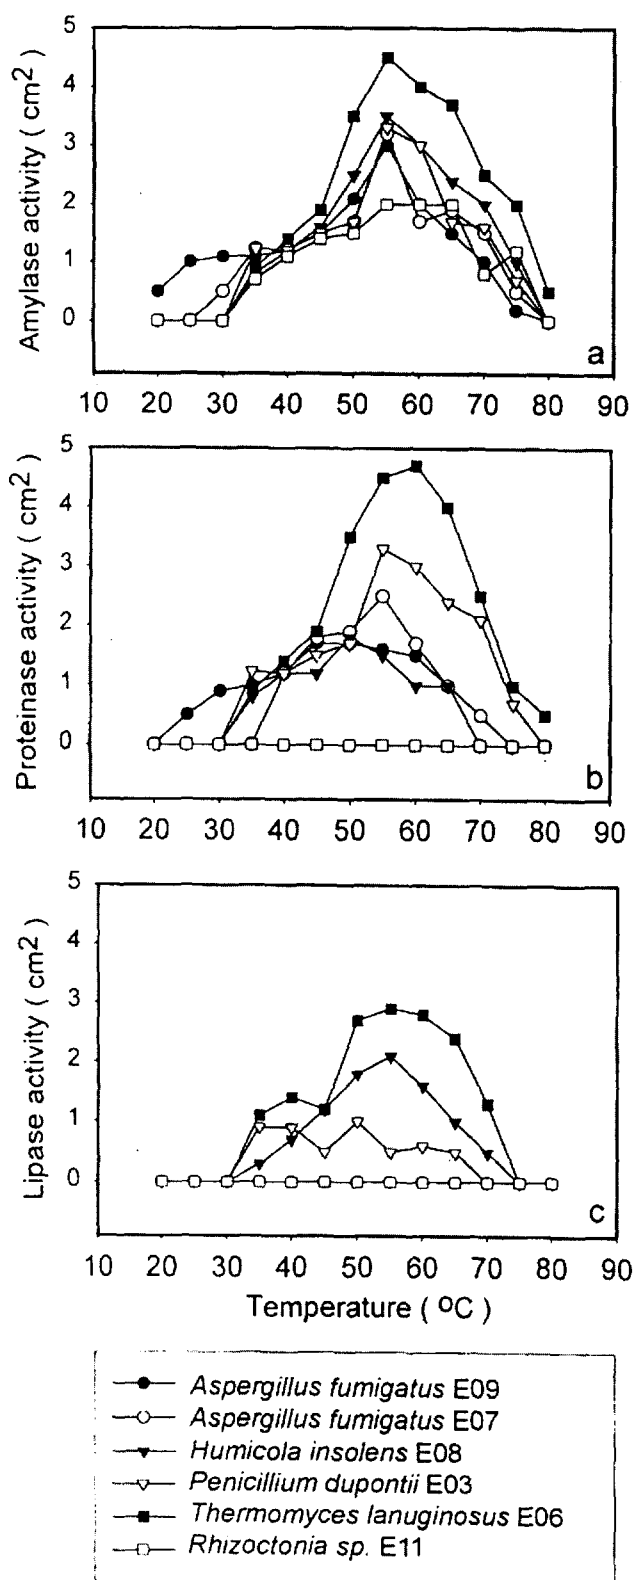 5
4
3
2
1
0
Amylase activity ( cm2 )
a
10 20 30 40 50 60 70 80 90
5
4
3
2
1
0
Proteinase activity ( cm2 )
b
10 20 30 40 50 60 70 80 90
5
4
3
2
1
0
Lipase activity ( cm2 )
c
10 20 30 40 50 60 70 80 90
Temperature ( ºC )
Aspergillus fumigatus E09
Aspergillus fumigatus E07
Humicola insolens E08
Penicillium dupontii E03
Thermomyces lanuginosus E06
Rhizoctonia sp. E11